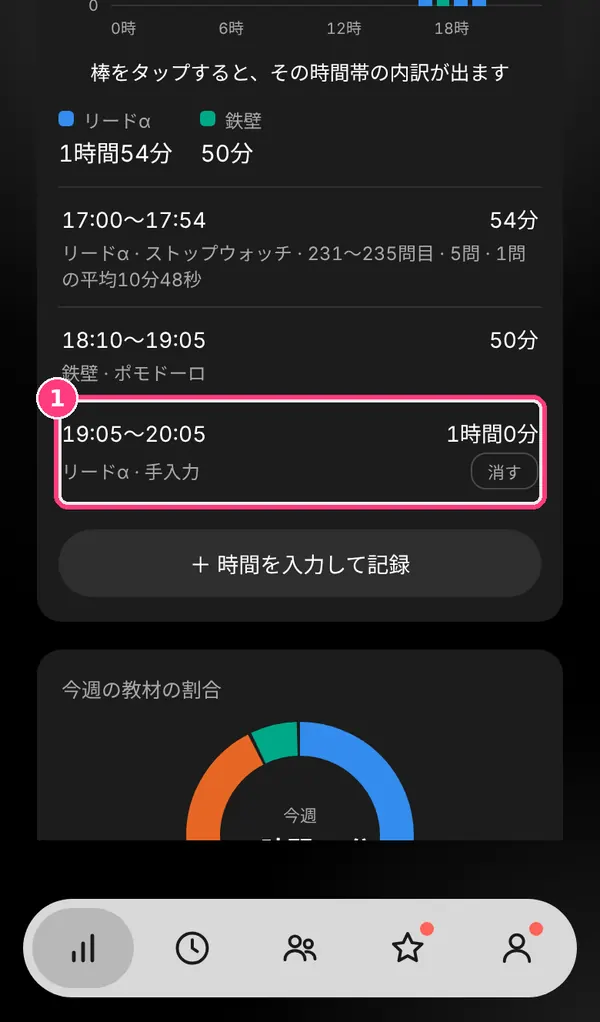 0
0時 6時 12時 18時
棒をタップすると、その時間帯の内訳が出ます
リードα 鉄壁
1時間54分 50分
17:00〜17:54 54分
リードα · ストップウォッチ · 231〜235問目 · 5問 · 1問
の平均10分48秒
18:10〜19:05 50分
鉄壁 · ポモドーロ
1
19:05〜20:05 1時間0分
リードα · 手入力 消す
+ 時間を入力して記録
今週の教材の割合
今週